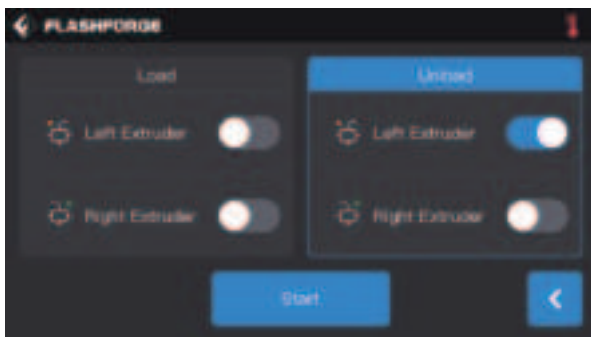 FLASHFORGE
Load
Unload
Left Extruder
Left Extruder
Right Extruder
Right Extruder
Start